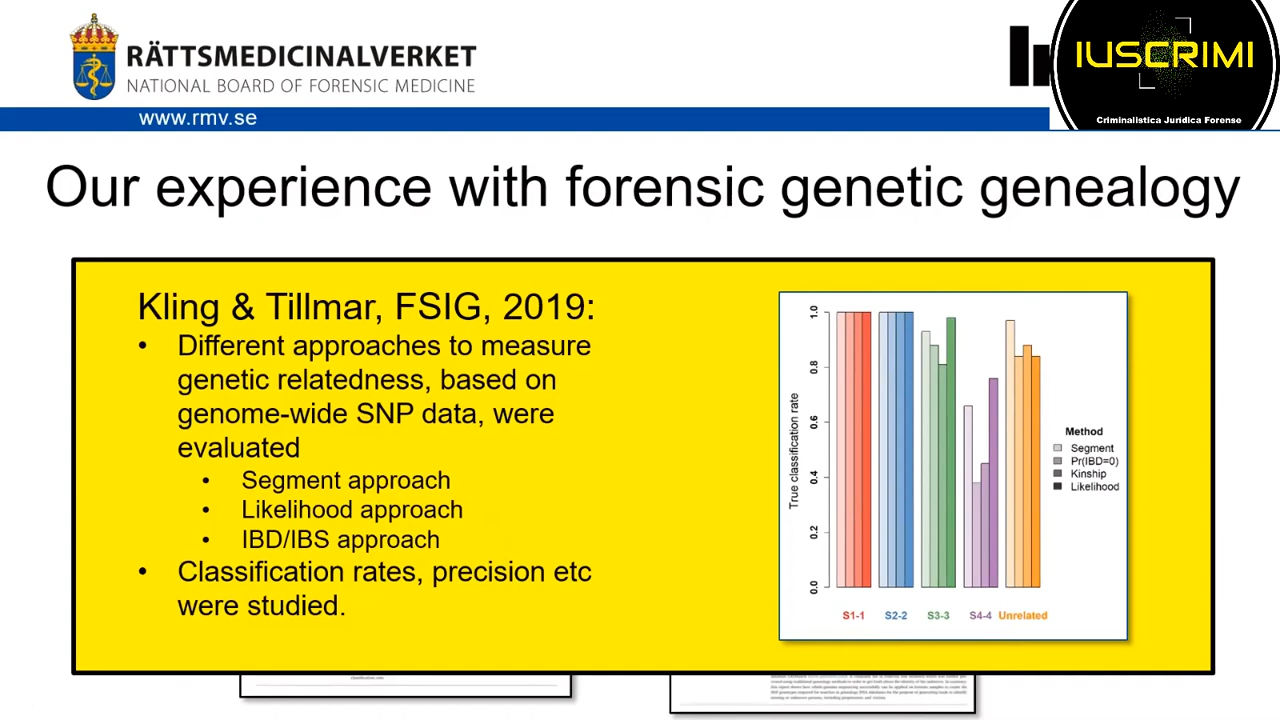 RÄTTSMEDICINALVERKET
NATIONAL BOARD OF FORENSIC MEDICINE
www.rmv.se
IUSCRIMI
Criminalistica Jurídica Forense
Our experience with forensic genetic genealogy
Kling & Tillmar, FSIG, 2019:
• Different approaches to measure
genetic relatedness, based on
genome-wide SNP data, were
evaluated
• Segment approach
• Likelihood approach
• IBD/IBS approach
• Classification rates, precision etc
were studied.
True classification rate
1.0
0.8
0.6
0.4
0.2
0.0
S1-1 S2-2 S3-3 S4-4 Unrelated
Method
Segment
Pr(IBD=0)
Kinship
Likelihood